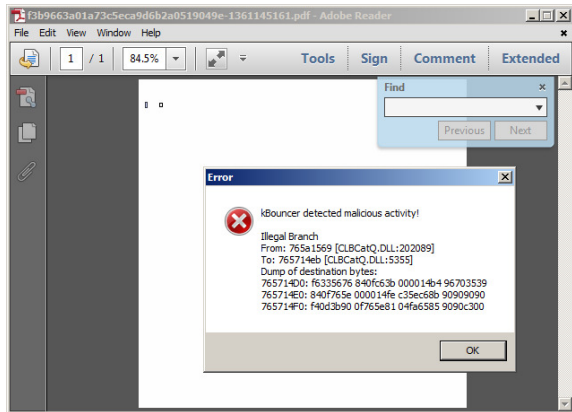 f3b9663a01a73c5eca9d6b2a0519049e-1361145161.pdf - Adobe Reader
File Edit View Window Help
1 / 1 84.5% Tools Sign Comment Extended
Find
Previous Next
Error
kBouncer detected malicious activity!
Illegal Branch
From: 765a1569 [CLBCatQ.DLL:202089]
To: 765714eb [CLBCatQ.DLL:5355]
Dump of destination bytes:
765714D0: f6335676 840fc63b 000014b4 96703539
765714E0: 840f765e 000014fe c35ec68b 90909090
765714F0: f40d3b90 0f765e81 04fa6585 9090c300
OK